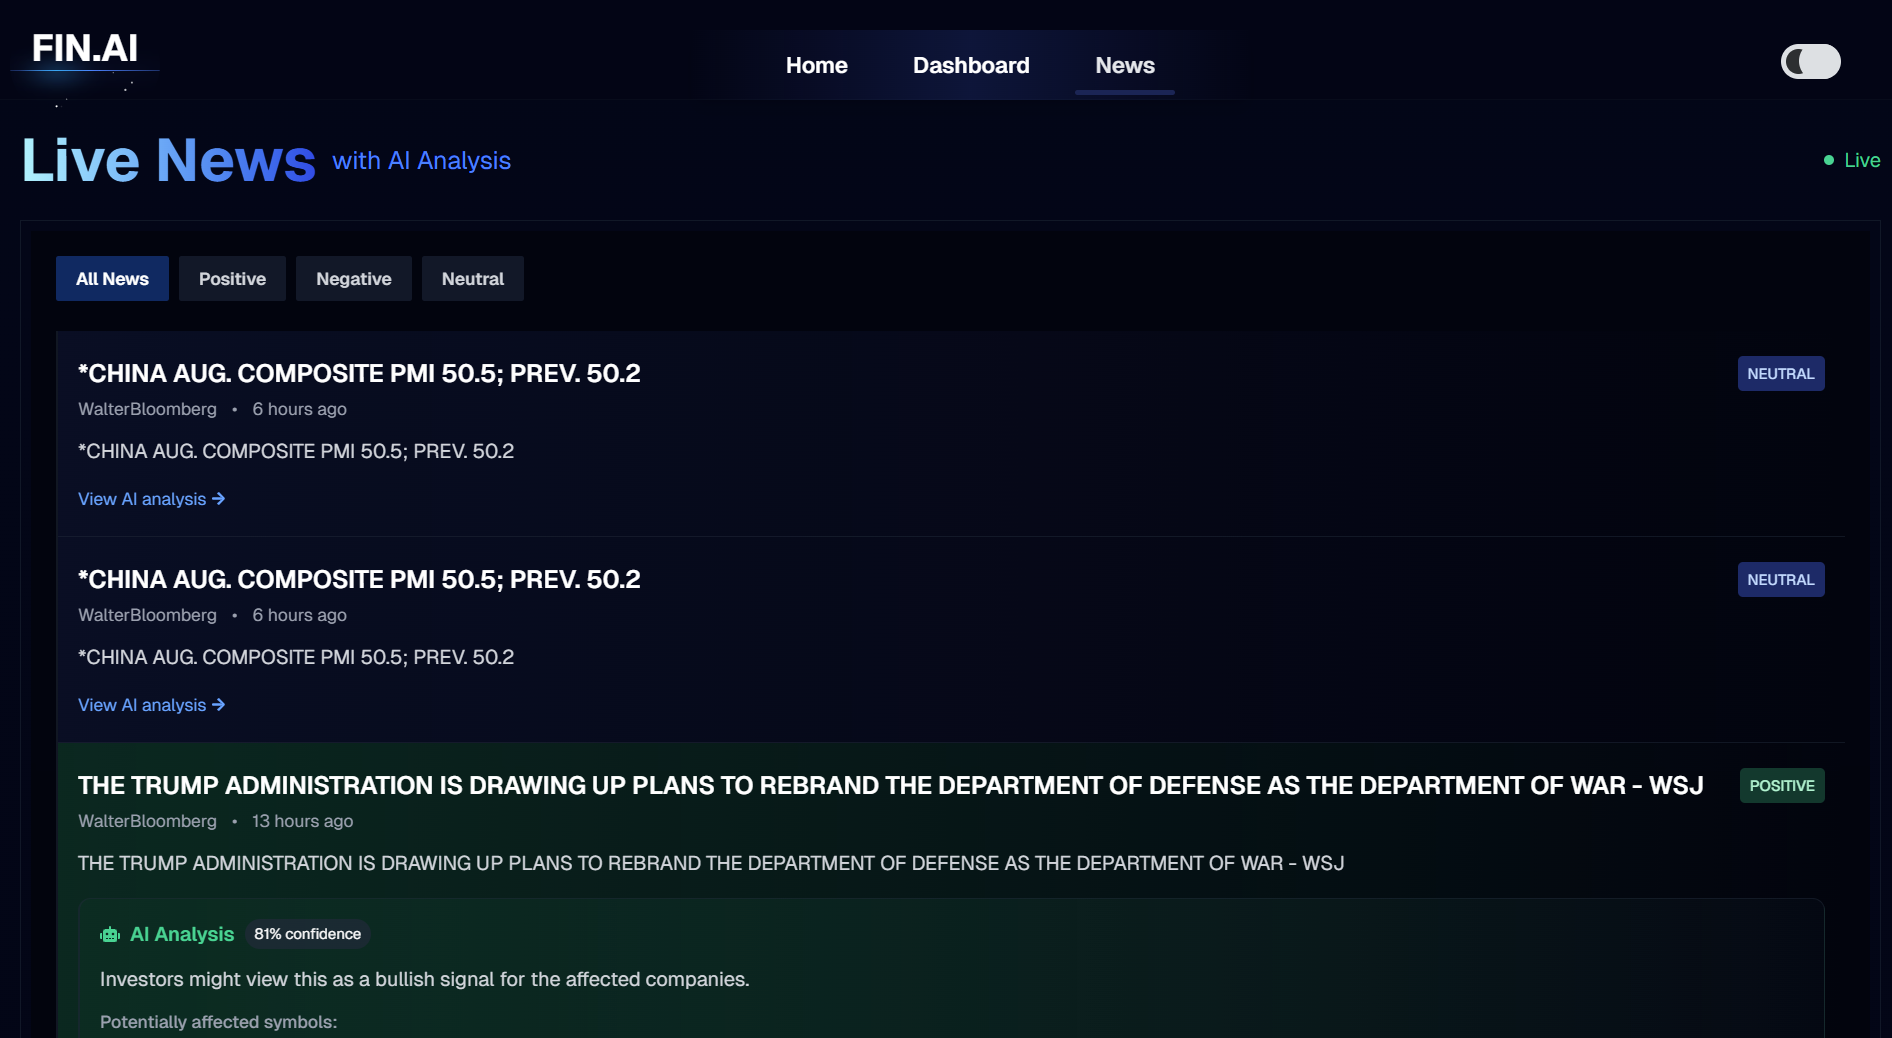 FIN.AI
Home
Dashboard
News
Live News with AI Analysis
Live
All News
Positive
Negative
Neutral
*CHINA AUG. COMPOSITE PMI 50.5; PREV. 50.2
NEUTRAL
WalterBloomberg • 6 hours ago
*CHINA AUG. COMPOSITE PMI 50.5; PREV. 50.2
View AI analysis →
*CHINA AUG. COMPOSITE PMI 50.5; PREV. 50.2
NEUTRAL
WalterBloomberg • 6 hours ago
*CHINA AUG. COMPOSITE PMI 50.5; PREV. 50.2
View AI analysis →
THE TRUMP ADMINISTRATION IS DRAWING UP PLANS TO REBRAND THE DEPARTMENT OF DEFENSE AS THE DEPARTMENT OF WAR - WSJ
POSITIVE
WalterBloomberg • 13 hours ago
THE TRUMP ADMINISTRATION IS DRAWING UP PLANS TO REBRAND THE DEPARTMENT OF DEFENSE AS THE DEPARTMENT OF WAR - WSJ
AI Analysis
81% confidence
Investors might view this as a bullish signal for the affected companies.
Potentially affected symbols: